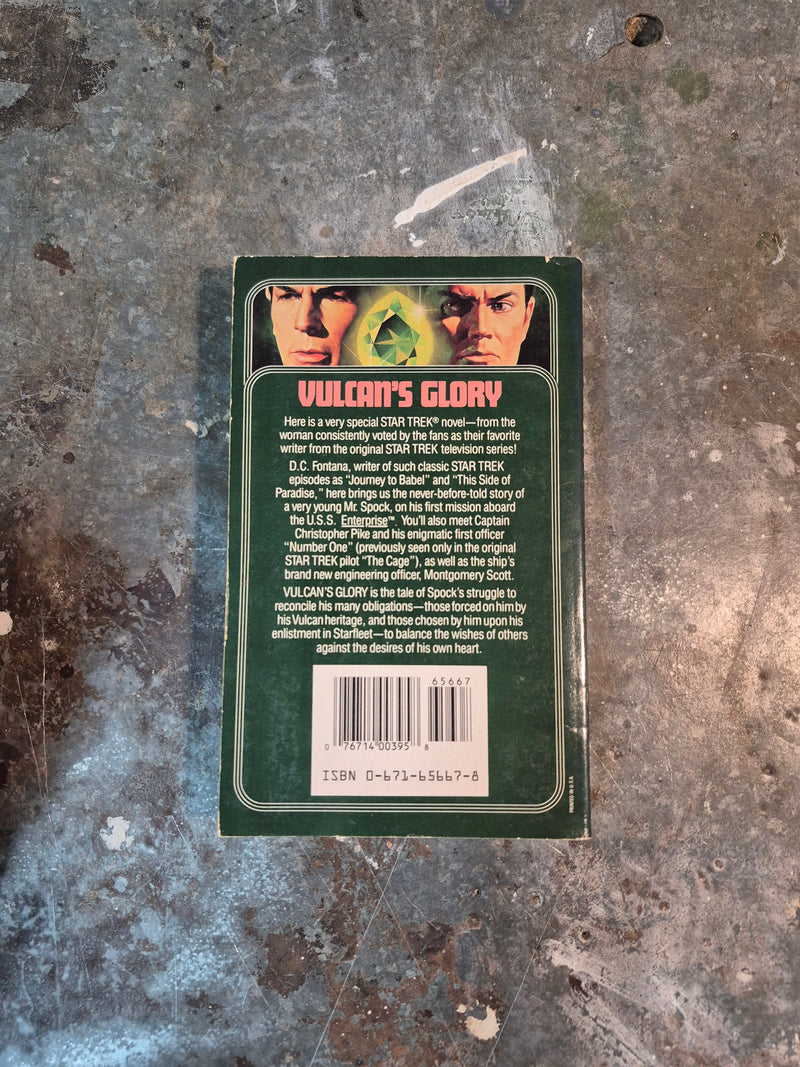 VULCAN'S GLORY
Here is a very special STAR TREK® novel—from the
woman consistently voted by the fans as their favorite
writer from the original STAR TREK television series!
D.C. Fontana, writer of such classic STAR TREK
episodes as "Journey to Babel" and "This Side of
Paradise," here brings us the never-before-told story of
a very young Mr. Spock, on his first mission aboard
the U.S.S. Enterprise™. You'll also meet Captain
Christopher Pike and his enigmatic first officer
"Number One" (previously seen only in the original
STAR TREK pilot "The Cage"), as well as the ship's
brand new engineering officer, Montgomery Scott.
VULCAN'S GLORY is the tale of Spock's struggle to
reconcile his many obligations—those forced on him by
his Vulcan heritage, and those chosen by him upon his
enlistment in Starfleet—to balance the wishes of others
against the desires of his own heart.
65667
0 76714 00395 8
ISBN 0-671-65667-8
PRINTED IN U.S.A.